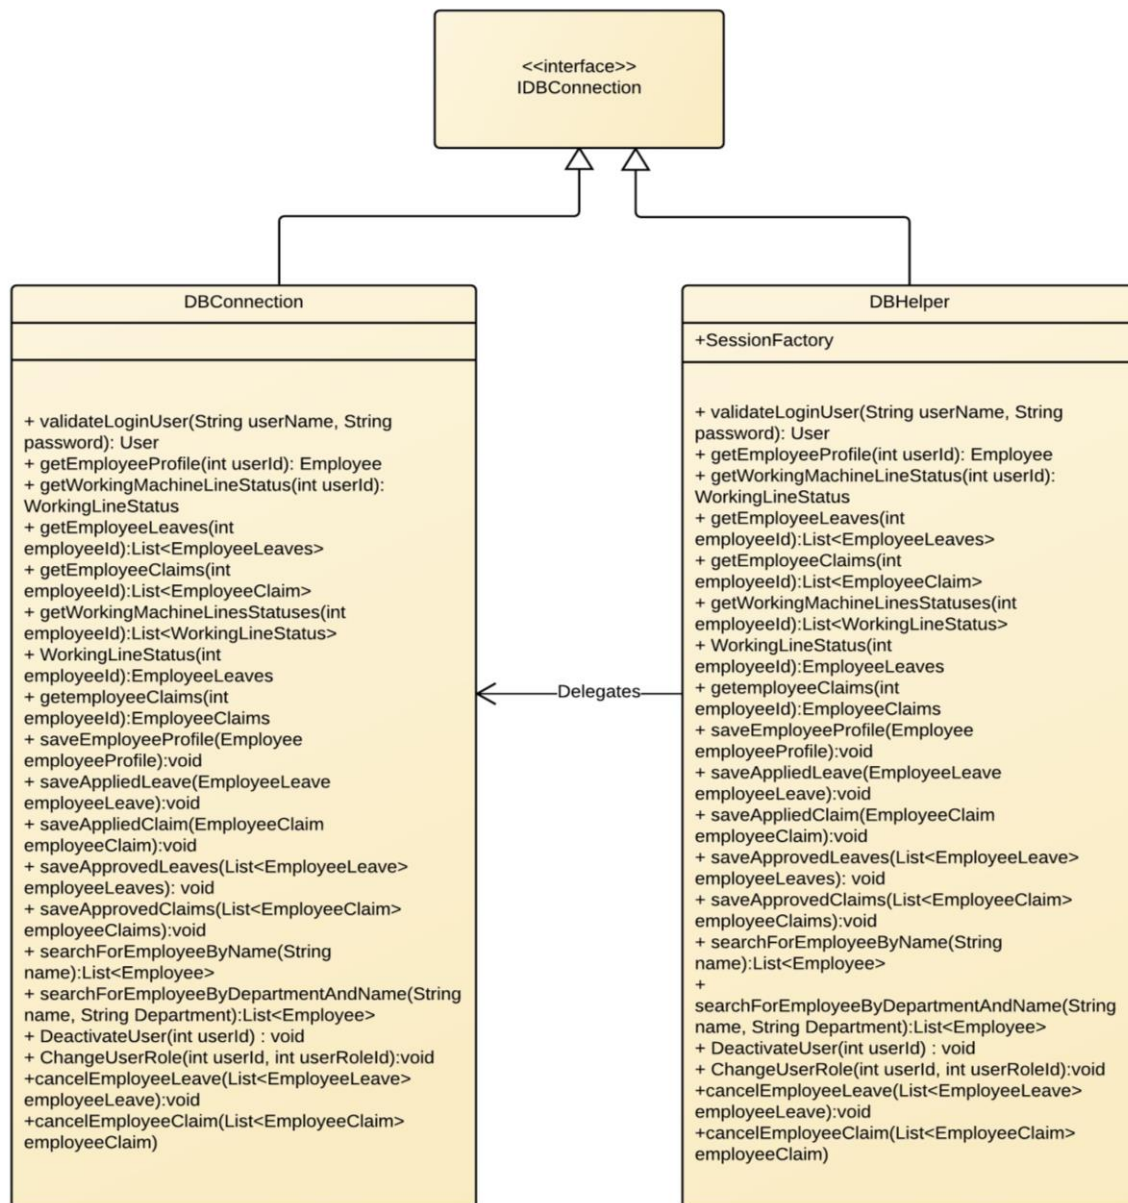 <<interface>>
IDBConnection
DBConnection
+ validateLoginUser(String userName, String
password): User
+ getEmployeeProfile(int userId): Employee
+ getWorkingMachineLineStatus(int userId):
WorkingLineStatus
+ getEmployeeLeaves(int
employeeId):List<EmployeeLeaves>
+ getEmployeeClaims(int
employeeId):List<EmployeeClaim>
+ getWorkingMachineLinesStatuses(int
employeeId):List<WorkingLineStatus>
+ WorkingLineStatus(int
employeeId):EmployeeLeaves
+ getemployeeClaims(int
employeeId):EmployeeClaims
+ saveEmployeeProfile(Employee
employeeProfile):void
+ saveAppliedLeave(EmployeeLeave
employeeLeave):void
+ saveAppliedClaim(EmployeeClaim
employeeClaim):void
+ saveApprovedLeaves(List<EmployeeLeave>
employeeLeaves): void
+ saveApprovedClaims(List<EmployeeClaim>
employeeClaims):void
+ searchForEmployeeByName(String
name):List<Employee>
+ searchForEmployeeByDepartmentAndName(String
name, String Department):List<Employee>
+ DeactivateUser(int userId) : void
+ ChangeUserRole(int userId, int userRoleId):void
+cancelEmployeeLeave(List<EmployeeLeave>
employeeLeave):void
+cancelEmployeeClaim(List<EmployeeClaim>
employeeClaim)
Delegates
DBHelper
+SessionFactory
+ validateLoginUser(String userName, String
password): User
+ getEmployeeProfile(int userId): Employee
+ getWorkingMachineLineStatus(int userId):
WorkingLineStatus
+ getEmployeeLeaves(int
employeeId):List<EmployeeLeaves>
+ getEmployeeClaims(int
employeeId):List<EmployeeClaim>
+ getWorkingMachineLinesStatuses(int
employeeId):List<WorkingLineStatus>
+ WorkingLineStatus(int
employeeId):EmployeeLeaves
+ getemployeeClaims(int
employeeId):EmployeeClaims
+ saveEmployeeProfile(Employee
employeeProfile):void
+ saveAppliedLeave(EmployeeLeave
employeeLeave):void
+ saveAppliedClaim(EmployeeClaim
employeeClaim):void
+ saveApprovedLeaves(List<EmployeeLeave>
employeeLeaves): void
+ saveApprovedClaims(List<EmployeeClaim>
employeeClaims):void
+ searchForEmployeeByName(String
name):List<Employee>
+
searchForEmployeeByDepartmentAndName(String
name, String Department):List<Employee>
+ DeactivateUser(int userId) : void
+ ChangeUserRole(int userId, int userRoleId):void
+cancelEmployeeLeave(List<EmployeeLeave>
employeeLeave):void
+cancelEmployeeClaim(List<EmployeeClaim>
employeeClaim)